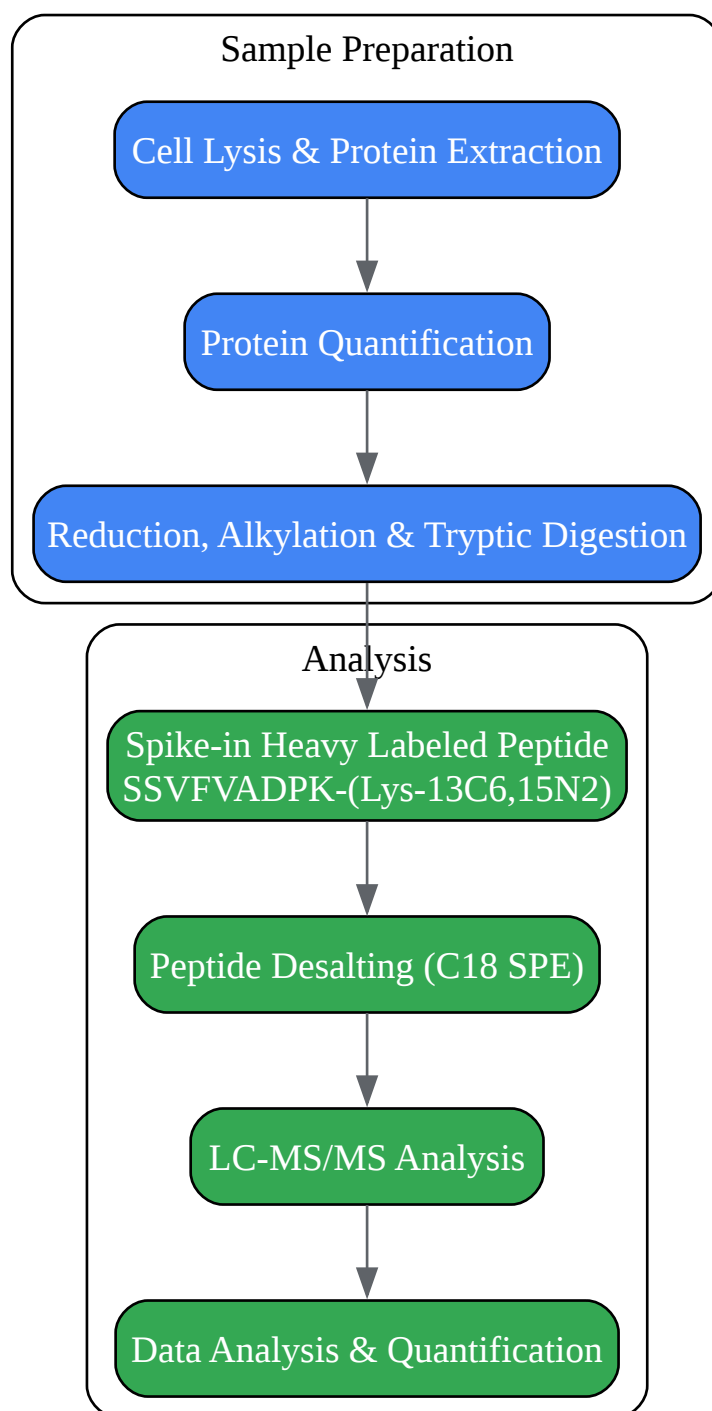 Sample Preparation
Cell Lysis & Protein Extraction
Protein Quantification
Reduction, Alkylation & Tryptic Digestion
Analysis
Spike-in Heavy Labeled Peptide
SSVFVADPK-(Lys-13C6,15N2)
Peptide Desalting (C18 SPE)
LC-MS/MS Analysis
Data Analysis & Quantification